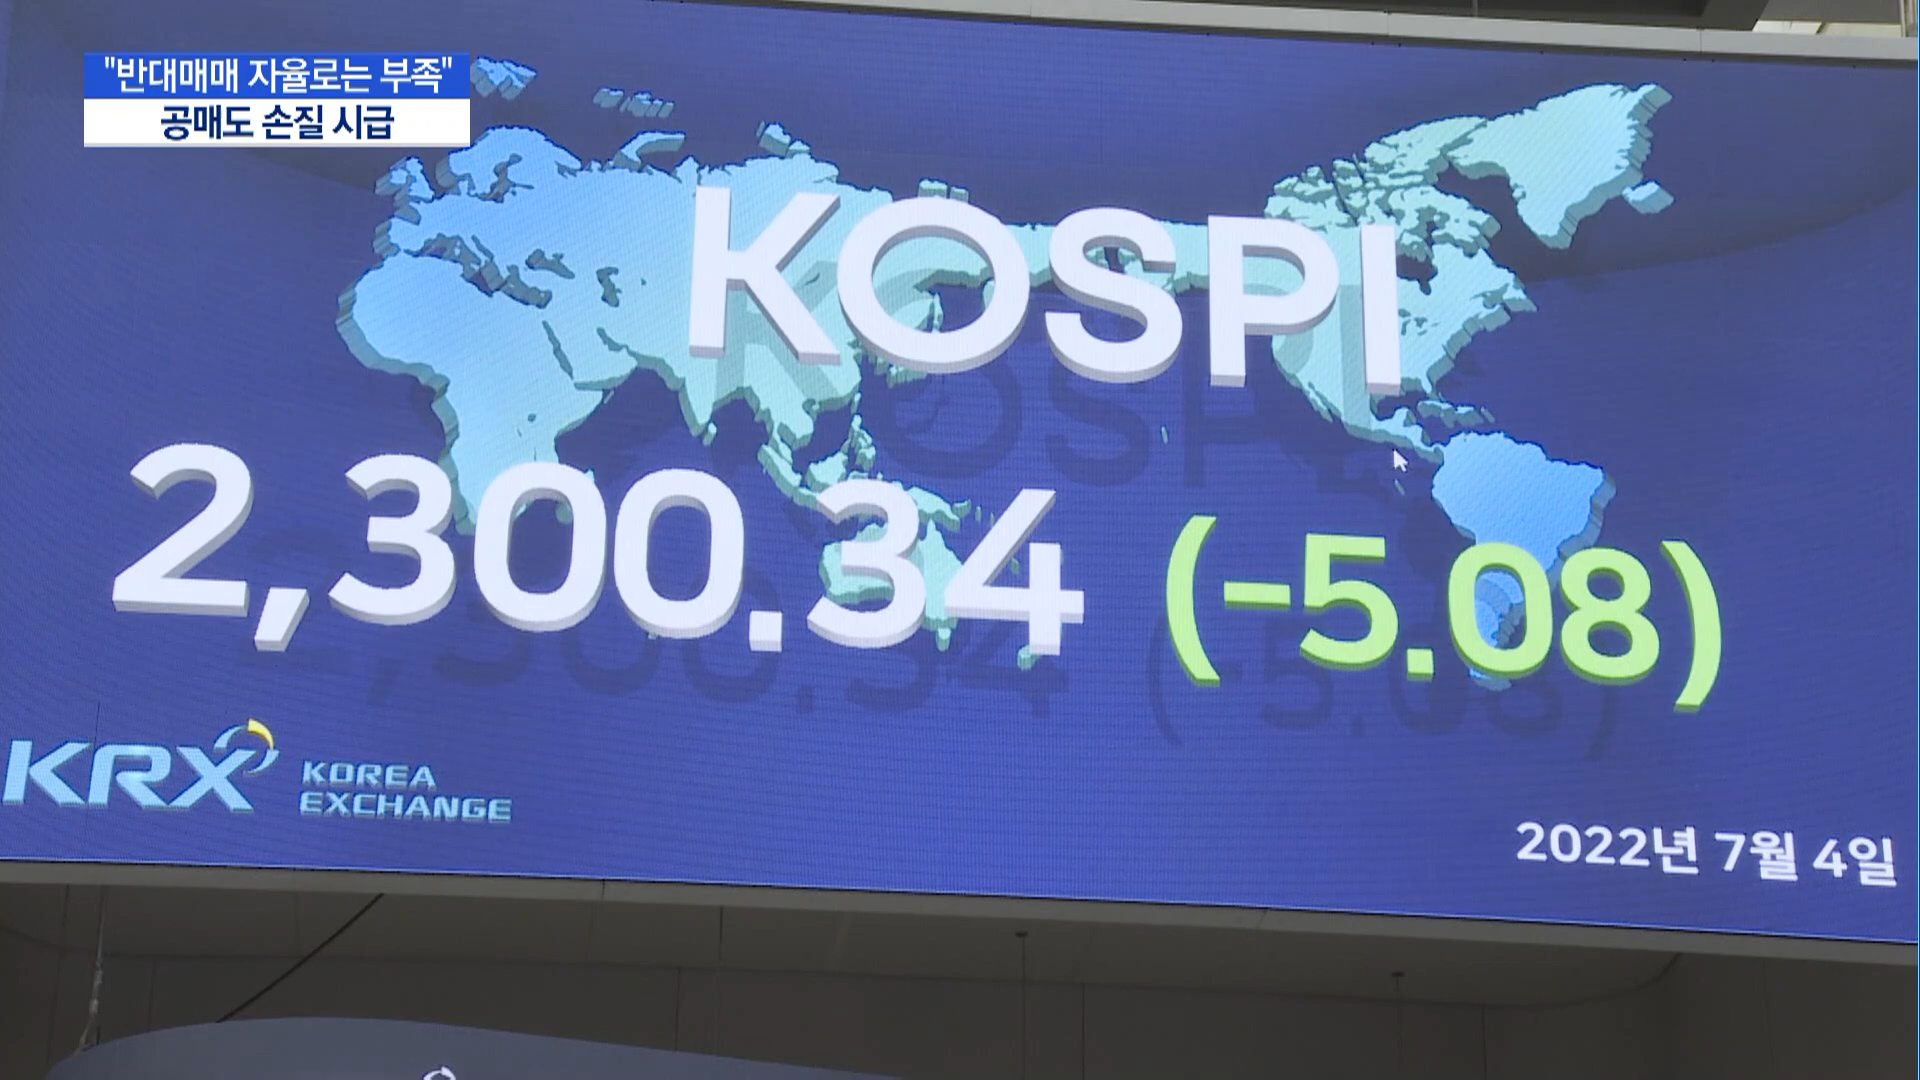 "반대매매 자율로는 부족"
공매도 손질 시급
KOSPI
2,300.34 (-5.08)
KRX KOREA
EXCHANGE
2022년 7월 4일